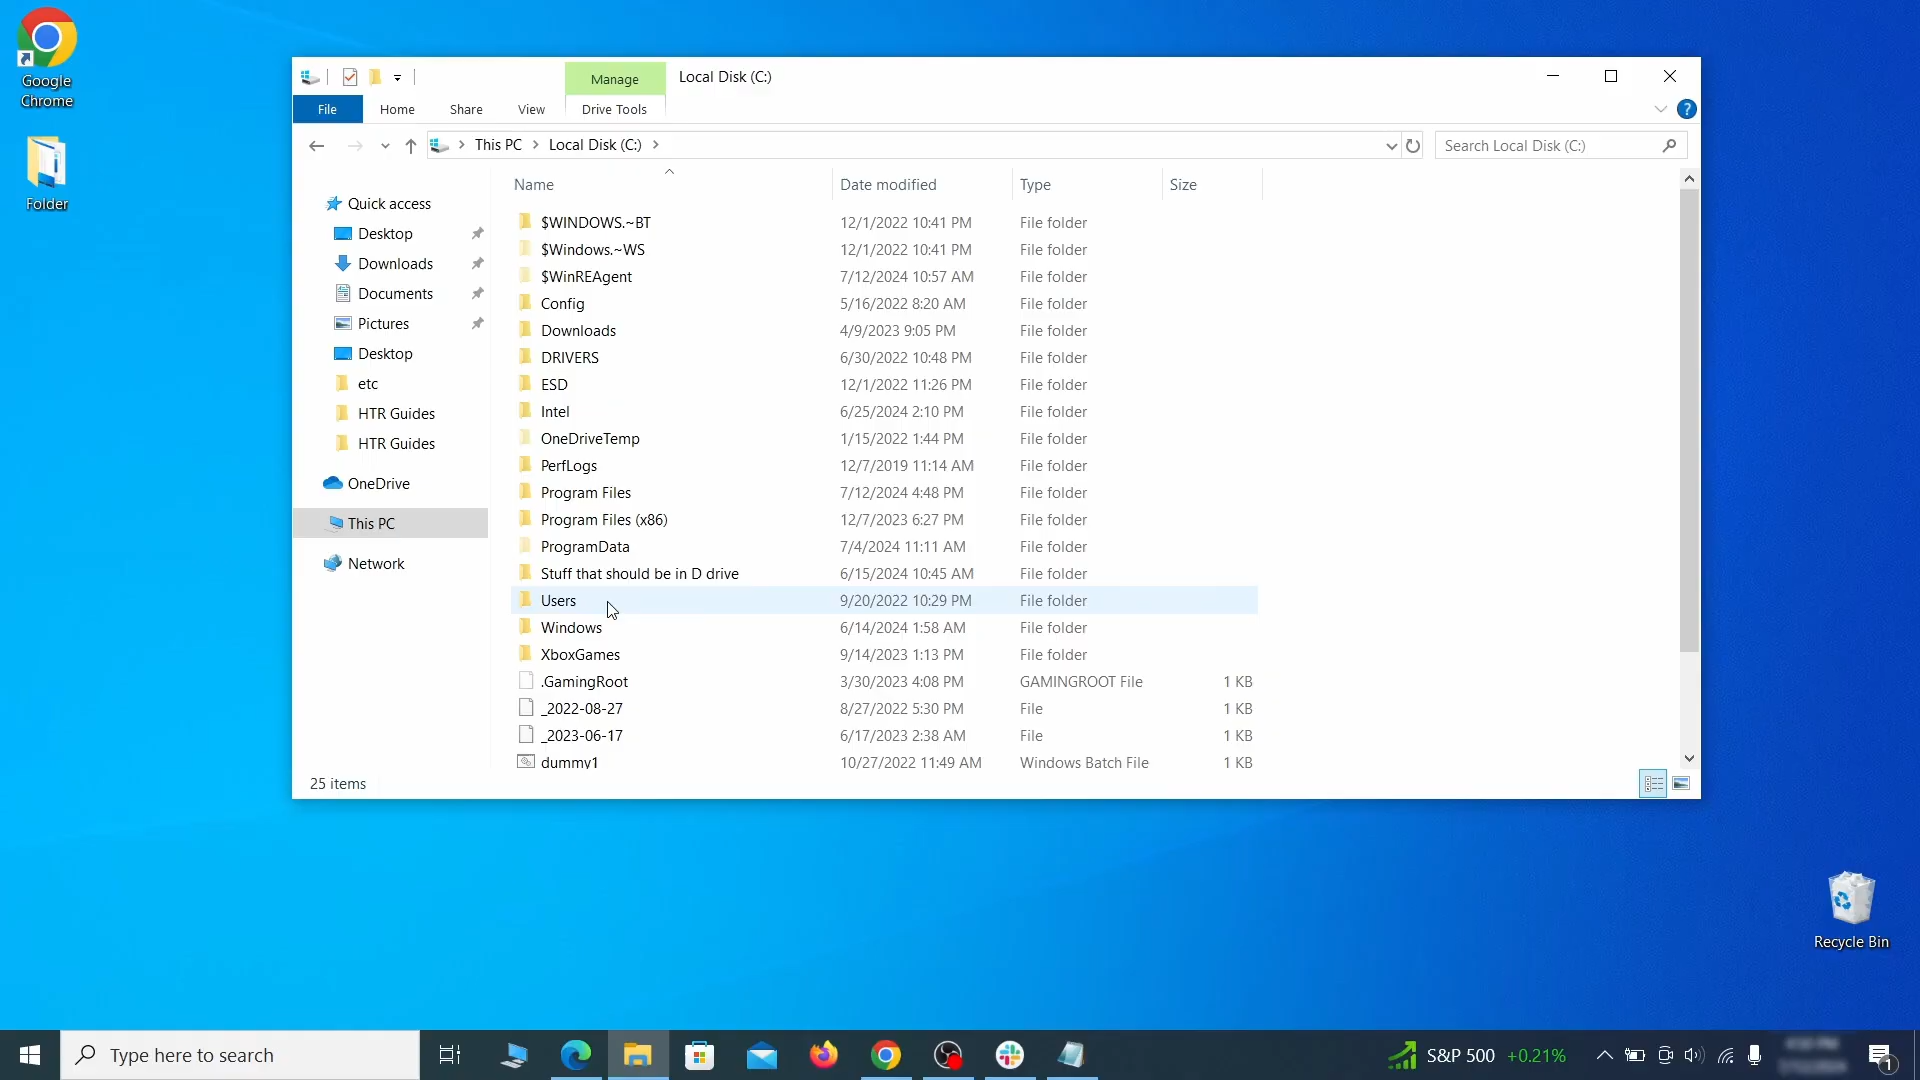 Google
Chrome
Folder
Manage
Local Disk (C:)
File
Home
Share
View
Drive Tools
This PC
Local Disk (C:)
Search Local Disk (C:)
Quick access
Desktop
Downloads
Documents
Pictures
Desktop
etc
HTR Guides
HTR Guides
OneDrive
This PC
Network
Name Date modified Type Size
$WINDOWS.~BT 12/1/2022 10:41 PM File folder
$Windows.~WS 12/1/2022 10:41 PM File folder
$WinREAgent 7/12/2024 10:57 AM File folder
Config 5/16/2022 8:20 AM File folder
Downloads 4/9/2023 9:05 PM File folder
DRIVERS 6/30/2022 10:48 PM File folder
ESD 12/1/2022 11:26 PM File folder
Intel 6/25/2024 2:10 PM File folder
OneDriveTemp 1/15/2022 1:44 PM File folder
PerfLogs 12/7/2019 11:14 AM File folder
Program Files 7/12/2024 4:48 PM File folder
Program Files (x86) 12/7/2023 6:27 PM File folder
ProgramData 7/4/2024 11:11 AM File folder
Stuff that should be in D drive 6/15/2024 10:45 AM File folder
Users 9/20/2022 10:29 PM File folder
Windows 6/14/2024 1:58 AM File folder
XboxGames 9/14/2023 1:13 PM File folder
.GamingRoot 3/30/2023 4:08 PM GAMINGROOT File 1 KB
_2022-08-27 8/27/2022 5:30 PM File 1 KB
_2023-06-17 6/17/2023 2:38 AM File 1 KB
dummy1 10/27/2022 11:49 AM Windows Batch File 1 KB
25 items
Recycle Bin
Type here to search
S&P 500 +0.21%
1